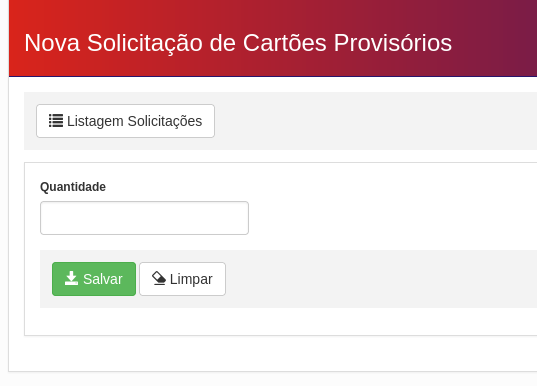 Nova Solicitação de Cartões Provisórios
Listagem Solicitações
Quantidade
Salvar Limpar